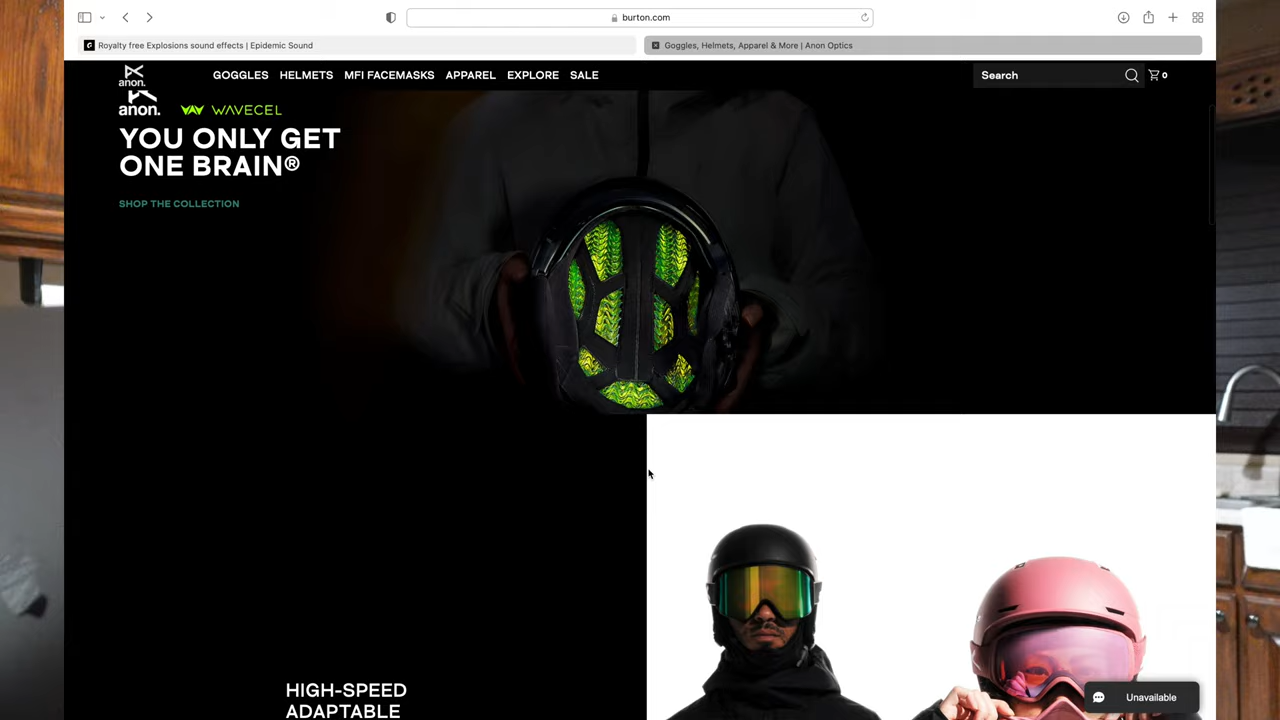 burton.com
Royalty free Explosions sound effects | Epidemic Sound
Goggles, Helmets, Apparel & More | Anon Optics
anon.
GOGGLES HELMETS MFI FACEMASKS APPAREL EXPLORE SALE
Search
0
anon. WAVECEL
YOU ONLY GET
ONE BRAIN®
SHOP THE COLLECTION
HIGH-SPEED
ADAPTABLE
Unavailable